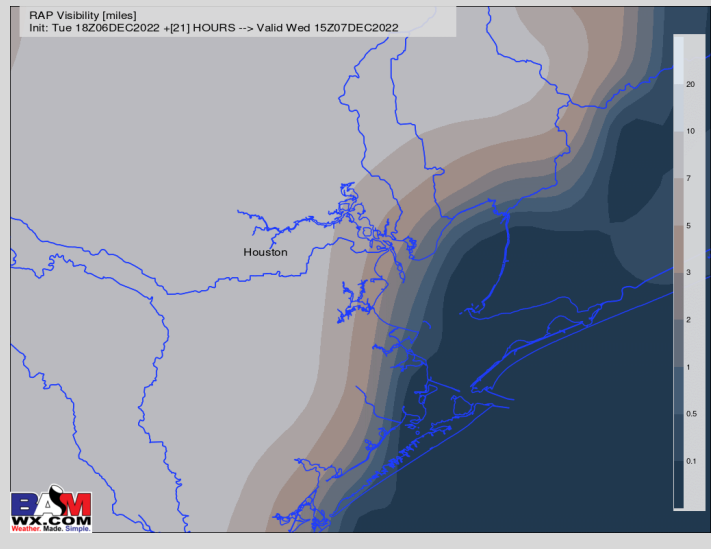 RAP Visibility [miles]
Init: Tue 18Z06DEC2022 +[21] HOURS --> Valid Wed 15Z07DEC2022
20
10
7
5
Houston
3
2
1
0.5
0.1
BAM
WX.COM
Weather. Made. Simple.